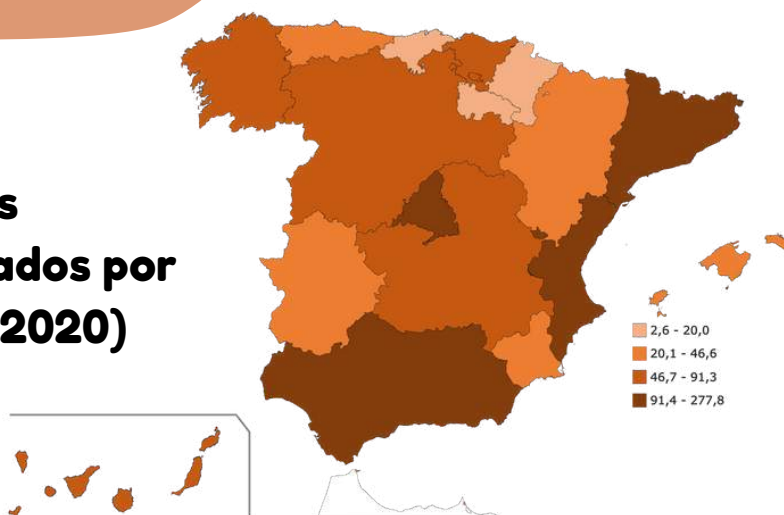 s
ados por
2020)
2,6 - 20,0
20,1 - 46,6
46,7 - 91,3
91,4 - 277,8